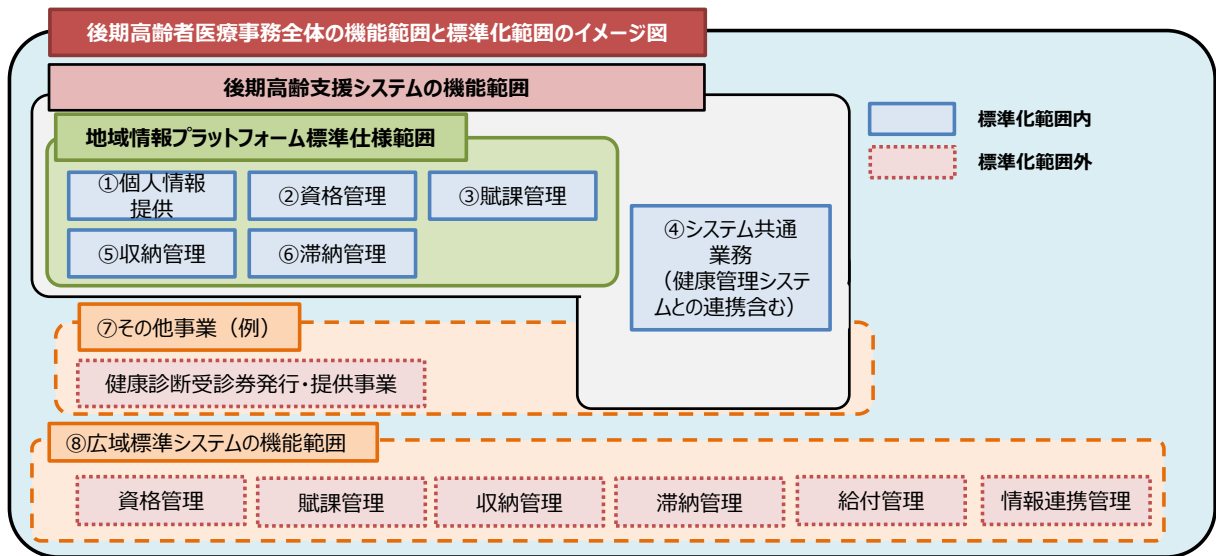 後期高齢者医療事務全体の機能範囲と標準化範囲のイメージ図
後期高齢支援システムの機能範囲
地域情報プラットフォーム標準仕様範囲
①個人情報
提供
②資格管理
③賦課管理
⑤収納管理
⑥滞納管理
④システム共通
業務
（健康管理システ
ムとの連携含む）
標準化範囲内
標準化範囲外
⑦その他事業（例）
健康診断受診券発行・提供事業
⑧広域標準システムの機能範囲
資格管理
賦課管理
収納管理
滞納管理
給付管理
情報連携管理